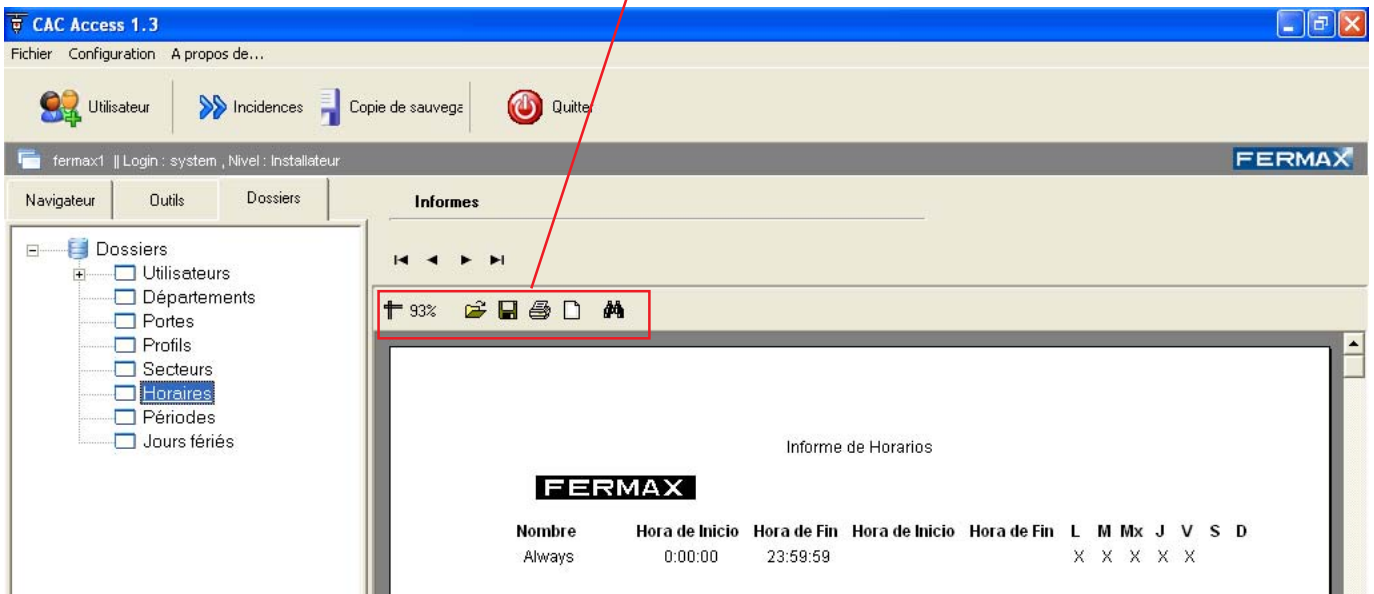 CAC Access 1.3
Fichier Configuration A propos de...
Utilisateur Incidences Copie de sauvega Quitter
fermax1 || Login : system , Nivel : Installateur FERMAX
Navigateur Outils Dossiers Informes
Dossiers
Utilisateurs
Départements
Portes
Profils
Secteurs
Horaires
Périodes
Jours fériés
93%
Informe de Horarios
FERMAX
Nombre Hora de Inicio Hora de Fin Hora de Inicio Hora de Fin L M Mx J V S D
Always 0:00:00 23:59:59 X X X X X